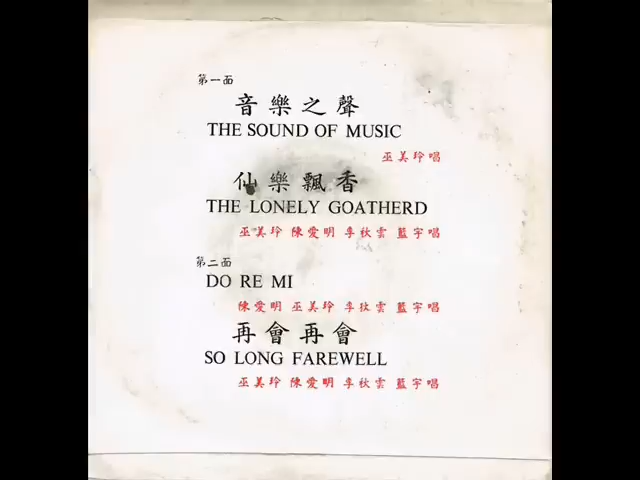 第一面
音樂之聲
THE SOUND OF MUSIC
巫美玲唱
仙樂飄香
THE LONELY GOATHERD
巫美玲 陳愛明 李秋雲 藍宇唱
第二面
DO RE MI
陳愛明 巫美玲 李秋雲 藍宇唱
再會再會
SO LONG FAREWELL
巫美玲 陳愛明 李秋雲 藍宇唱